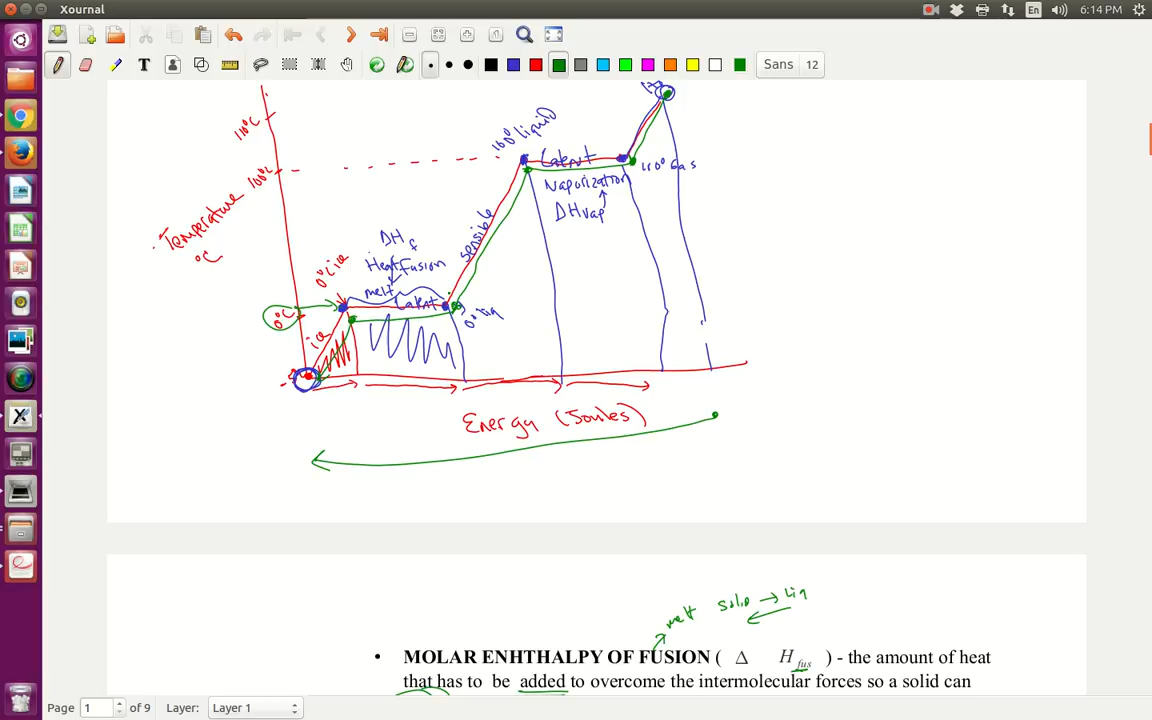 Xournal
En
6:14 PM
Sans 12
110°C
100°C
Temperature
°C
100° liquid
Latent
Vaporization
ΔHvap
110° Gas
sensible
ΔHf
Heat Fusion
melt
Latent
0°C ice
0°C
ice
0° liq
Energy (Joules)
melt solid → Liq
• MOLAR ENHTHALPY OF FUSION ( Δ H fus ) - the amount of heat
that has to be added to overcome the intermolecular forces so a solid can
Page 1 of 9 Layer: Layer 1